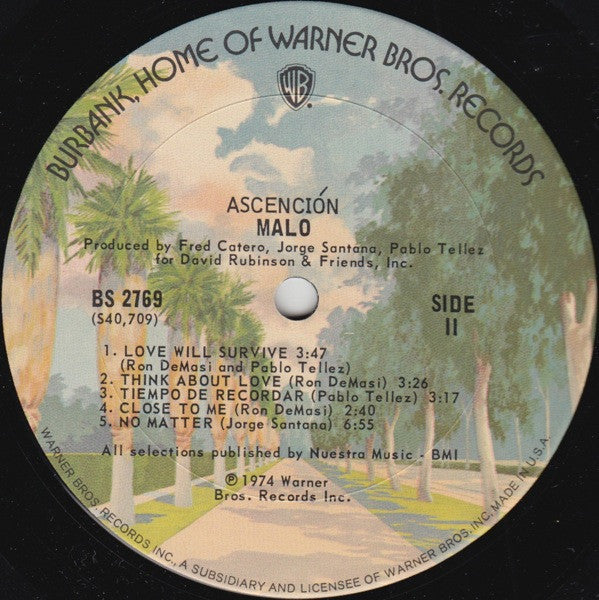 BURBANK, HOME OF WARNER BROS. RECORDS
WB
ASCENCIÓN
MALO
Produced by Fred Catero, Jorge Santana, Pablo Tellez
for David Rubinson & Friends, Inc.
BS 2769
(S40,709)
SIDE
II
1. LOVE WILL SURVIVE 3:47
(Ron DeMasi and Pablo Tellez)
2. THINK ABOUT LOVE (Ron DeMasi) 3:26
3. TIEMPO DE RECORDAR (Pablo Tellez) 3:17
4. CLOSE TO ME (Ron DeMasi) 2:40
5. NO MATTER (Jorge Santana) 6:55
All selections published by Nuestra Music - BMI
℗ 1974 Warner
Bros. Records Inc.
WARNER BROS. RECORDS INC., A SUBSIDIARY AND LICENSEE OF WARNER BROS. INC. MADE IN U.S.A.